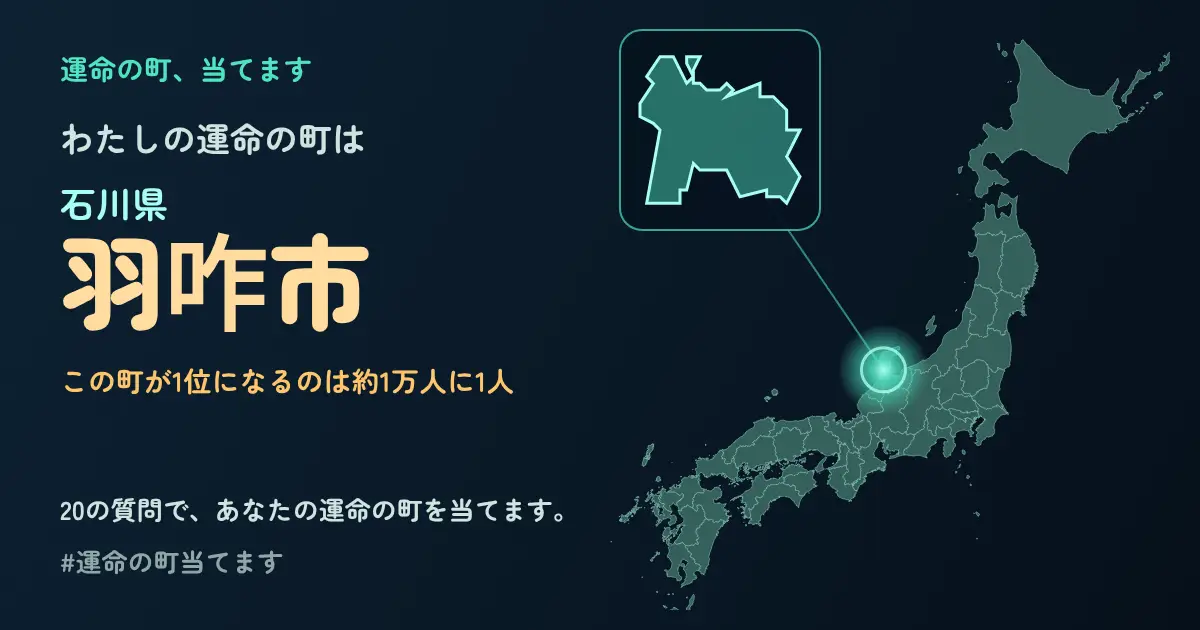 運命の町、当てます
わたしの運命の町は
石川県
羽咋市
この町が1位になるのは約1万人に1人
20の質問で、あなたの運命の町を当てます。
#運命の町当てます